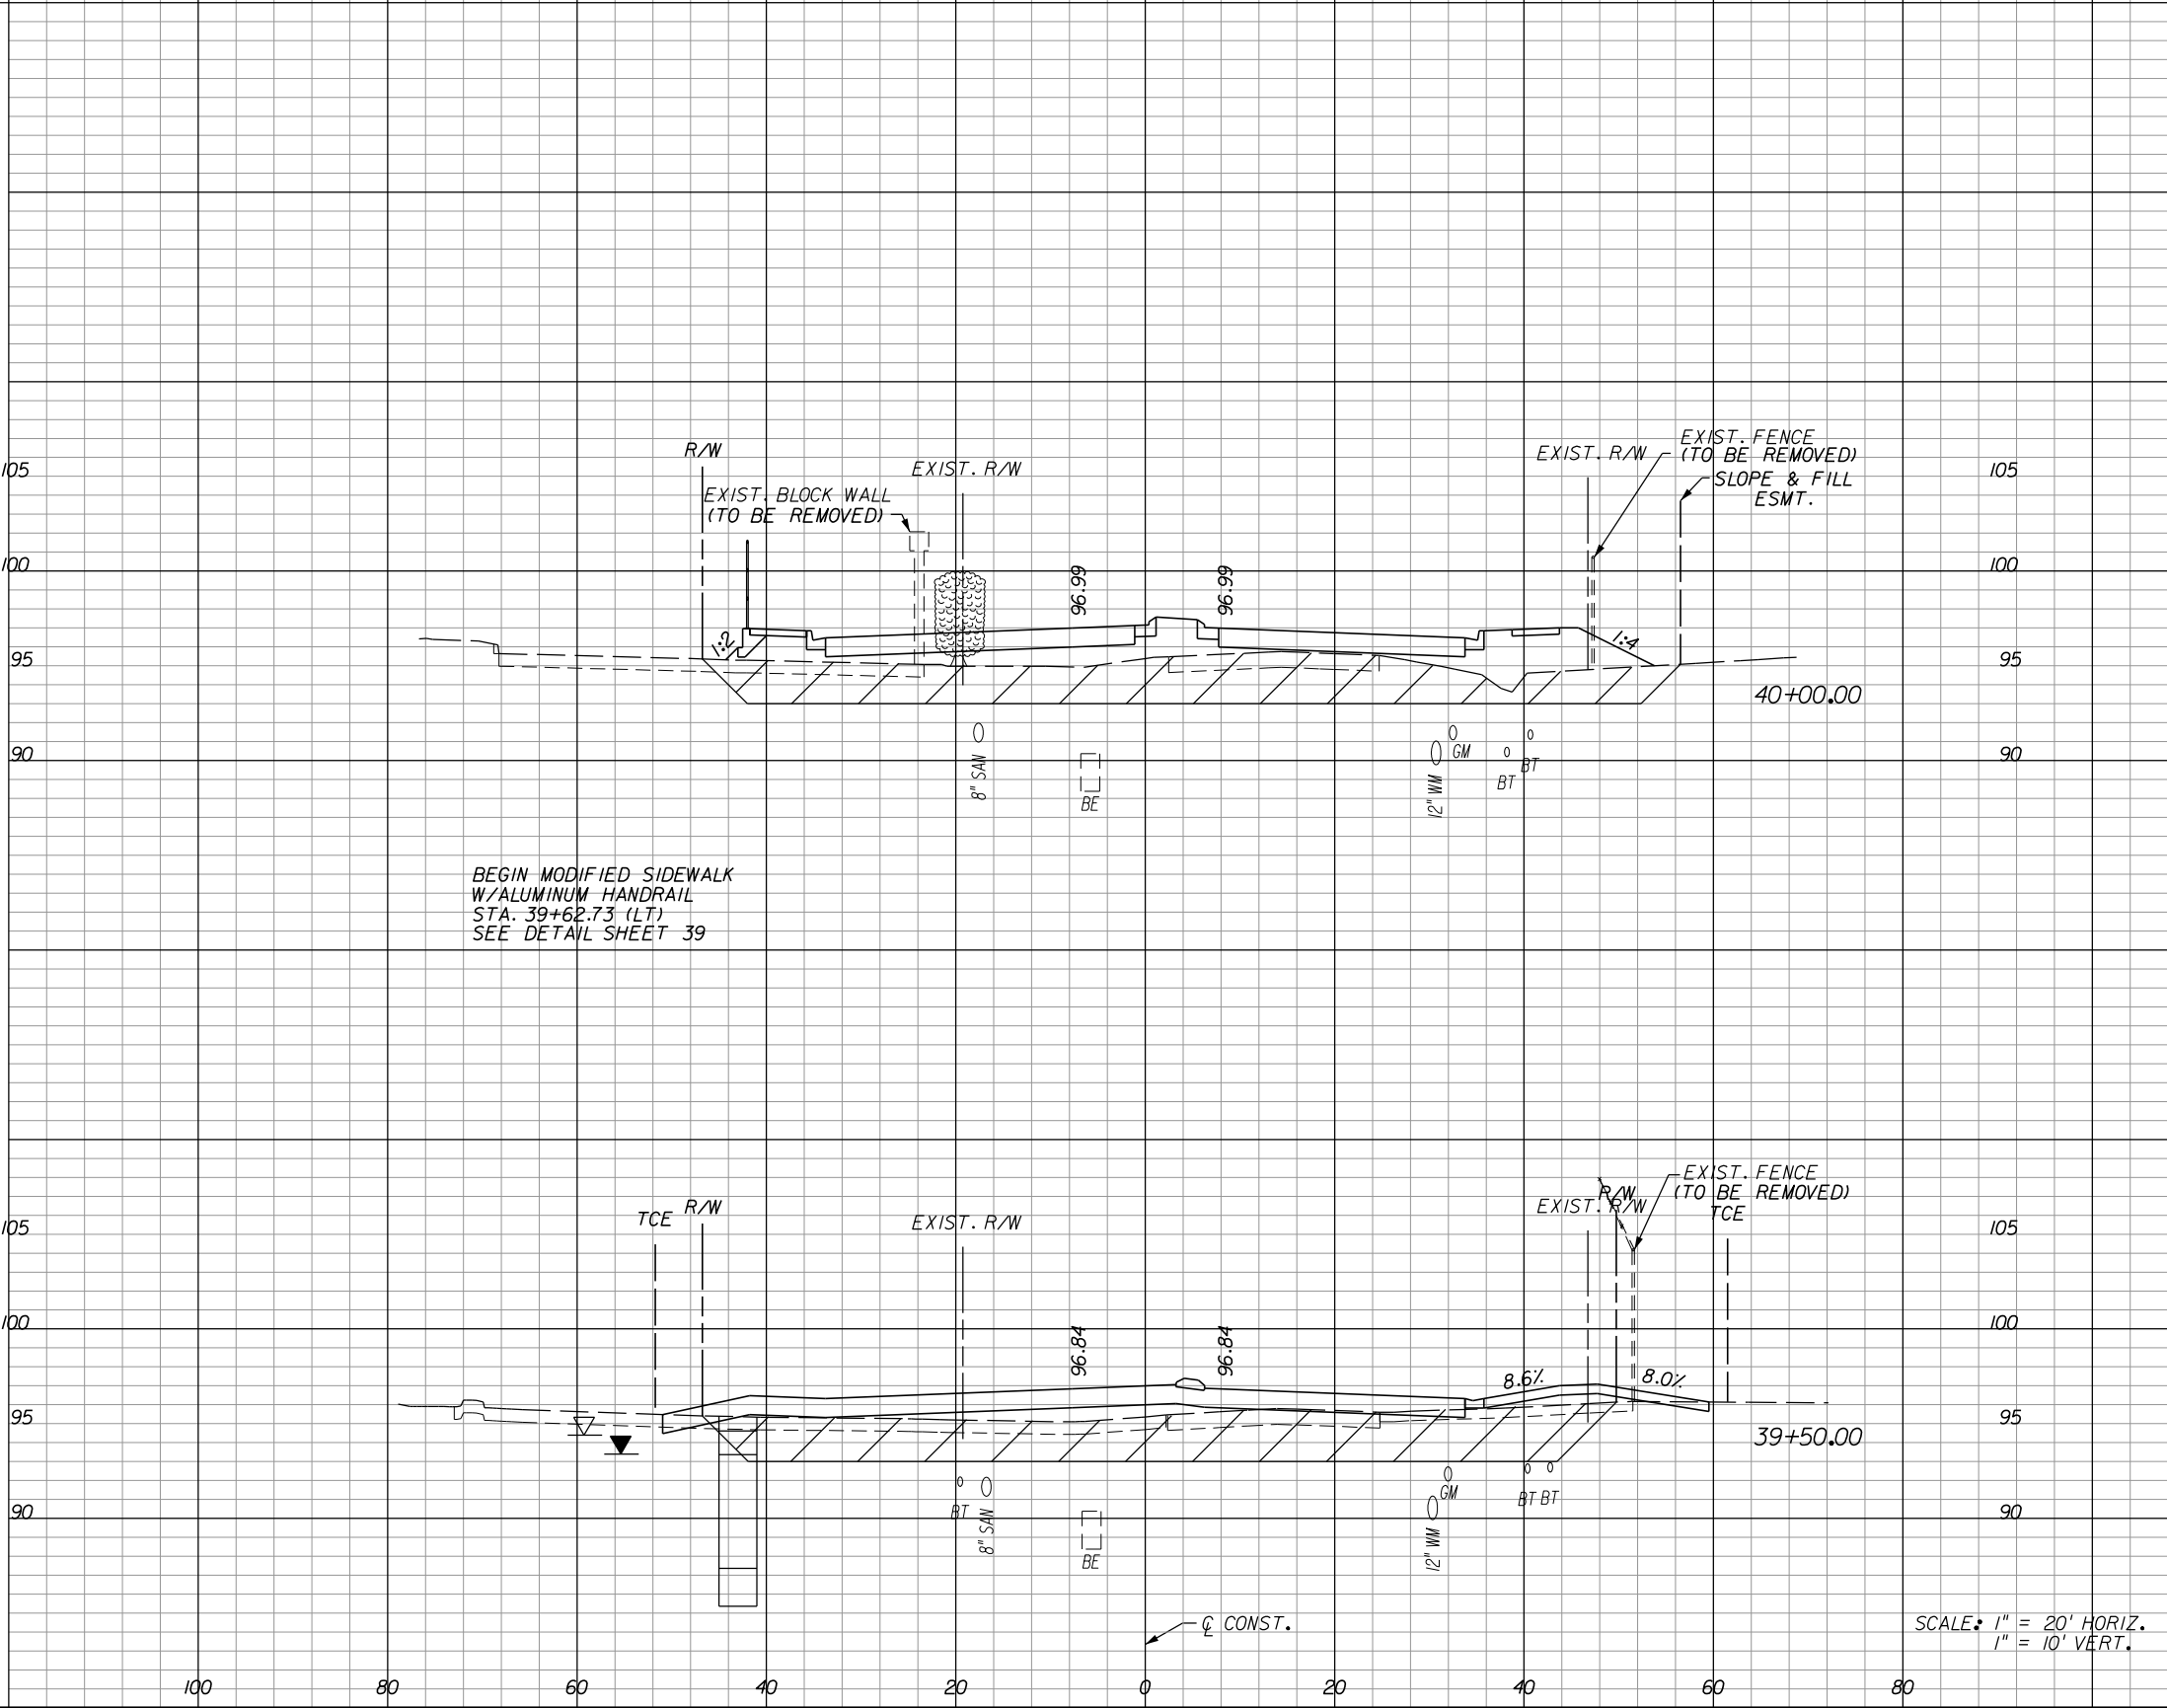 R/W
EXIST. R/W
EXIST. BLOCK WALL
(TO BE REMOVED)
EXIST. R/W
EXIST. FENCE
(TO BE REMOVED)
SLOPE & FILL
ESMT.
105
105
100
100
95
95
90
90
96.99
96.99
1:2
1:4
40+00.00
8" SAN
BE
12" WM
GM
BT
BT
BEGIN MODIFIED SIDEWALK
W/ALUMINUM HANDRAIL
STA. 39+62.73 (LT)
SEE DETAIL SHEET 39
TCE
R/W
EXIST. R/W
EXIST. R/W
R/W
EXIST. FENCE
(TO BE REMOVED)
TCE
105
105
100
100
95
95
90
90
96.84
96.84
8.6%
8.0%
39+50.00
BT
8" SAN
BE
12" WM
GM
BT
BT
℄ CONST.
SCALE: 1" = 20' HORIZ.
1" = 10' VERT.
100 80 60 40 20 0 20 40 60 80